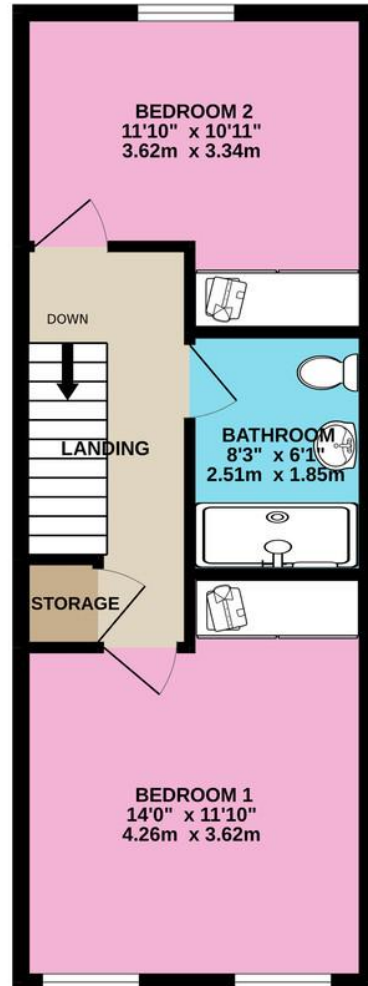 BEDROOM 2
11'10" x 10'11"
3.62m x 3.34m
DOWN
LANDING
BATHROOM
8'3" x 6'1"
2.51m x 1.85m
STORAGE
BEDROOM 1
14'0" x 11'10"
4.26m x 3.62m